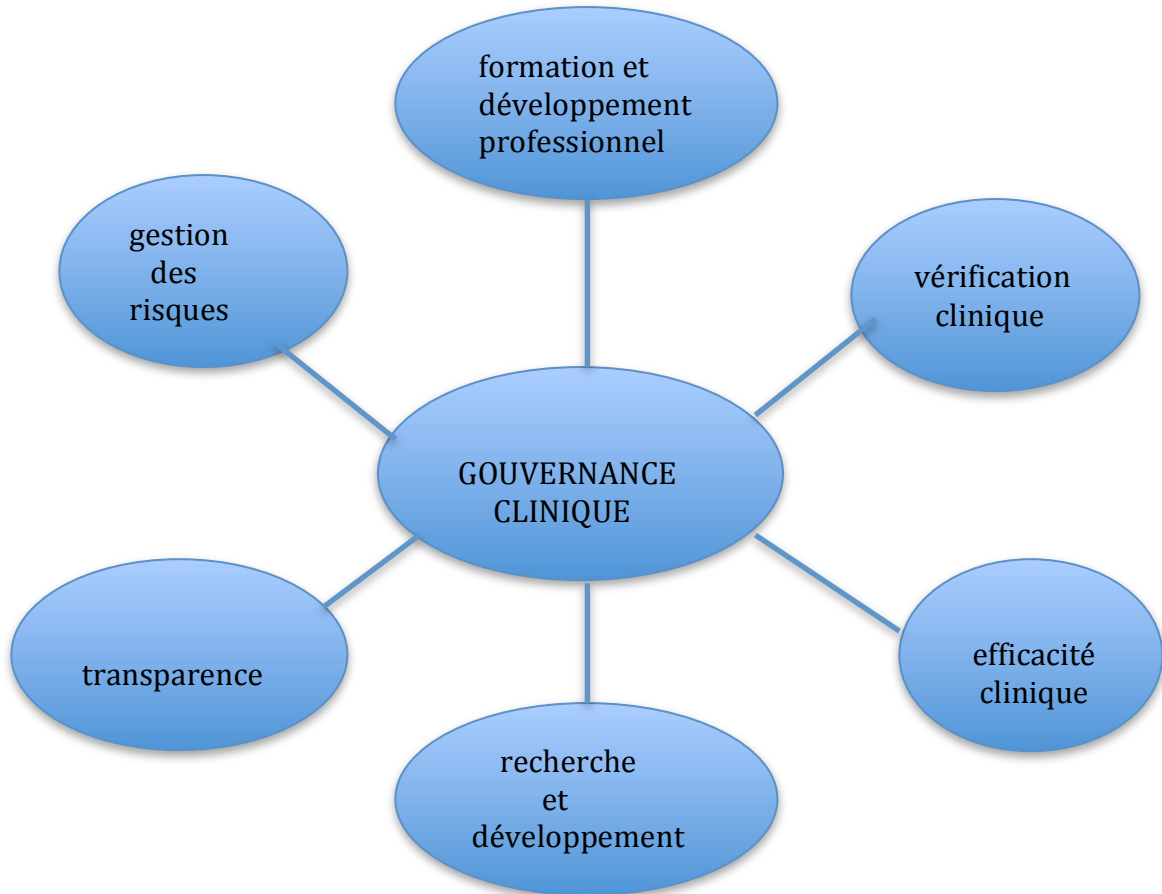 formation et
développement
professionnel
gestion
des
risques
vérification
clinique
GOUVERNANCE
CLINIQUE
transparence
efficacité
clinique
recherche
et
développement